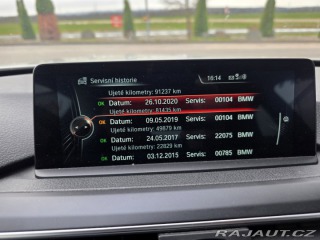 Servisní historie
Ujeté kilometry: 91237 km
OK Datum: 26.10.2020 Servis: 00104 BMW
Ujeté kilometry: 81435 km
OK Datum: 09.05.2019 Servis: 00104 BMW
Ujeté kilometry: 49879 km
OK Datum: 24.05.2017 Servis: 22075 BMW
Ujeté kilometry: 22829 km
OK Datum: 03.12.2015 Servis: 00785 BMW
16:14
RAJAUT.CZ